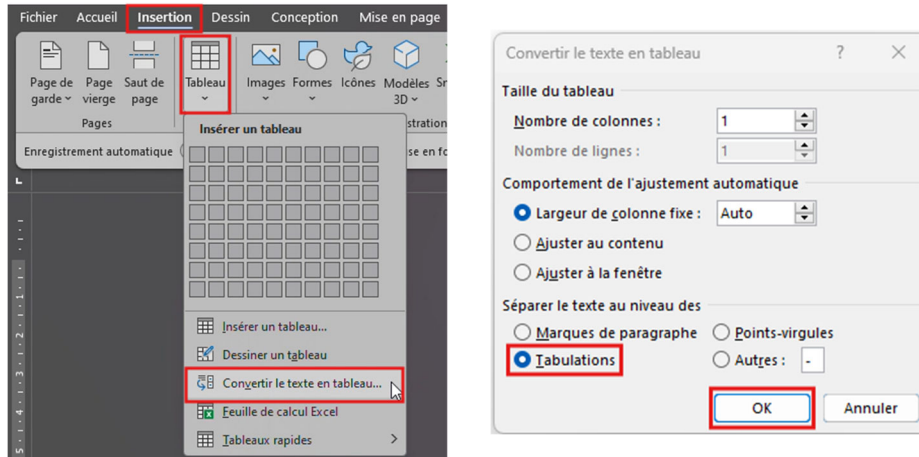 Fichier Accueil Insertion Dessin Conception Mise en page
Page de garde Page vierge Saut de page Tableau Images Formes Icônes Modèles 3D
Pages
Enregistrement automatique
Insérer un tableau
Insérer un tableau...
Dessiner un tableau
Convertir le texte en tableau...
Feuille de calcul Excel
Tableaux rapides
Convertir le texte en tableau ?
Taille du tableau
Nombre de colonnes : 1
Nombre de lignes : 1
Comportement de l'ajustement automatique
Largeur de colonne fixe : Auto
Ajuster au contenu
Ajuster à la fenêtre
Séparer le texte au niveau des
Marques de paragraphe Points-virgules
Tabulations Autres : -
OK Annuler